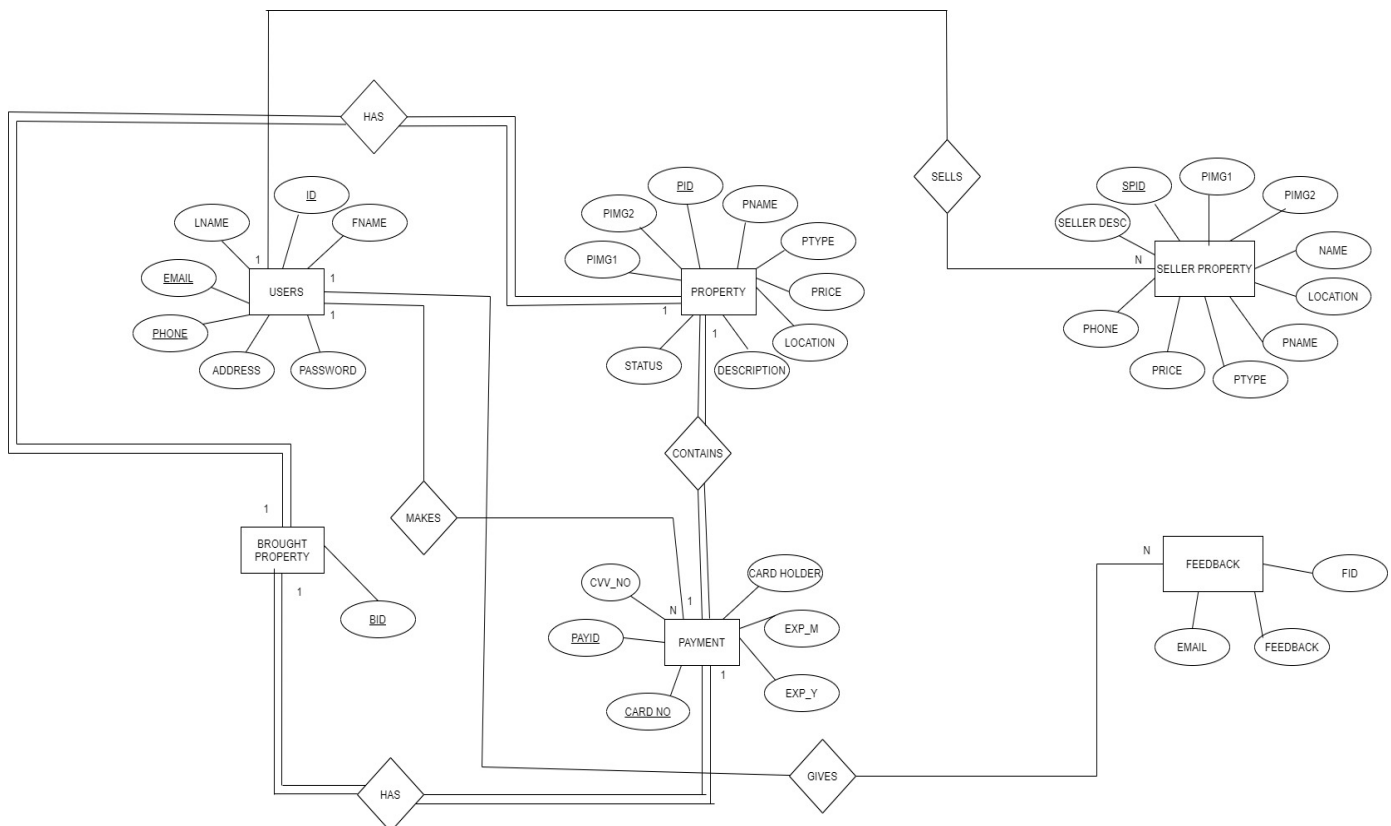 HAS
SELLS
PIMG1
PID
SPID
ID
PIMG2
PNAME
PIMG2
LNAME
FNAME
PIMG2
SELLER DESC
PTYPE
NAME
PIMG1
1
1
N
EMAIL
USERS
PROPERTY
PRICE
SELLER PROPERTY
LOCATION
1
1
1
PHONE
PHONE
STATUS
LOCATION
PNAME
ADDRESS
PASSWORD
DESCRIPTION
PRICE
PTYPE
CONTAINS
1
MAKES
BROUGHT
PROPERTY
N
FEEDBACK
CVV_NO
CARD HOLDER
FID
1
1
N
BID
EXP_M
PAYID
PAYMENT
EMAIL
FEEDBACK
1
EXP_Y
CARD NO
GIVES
HAS